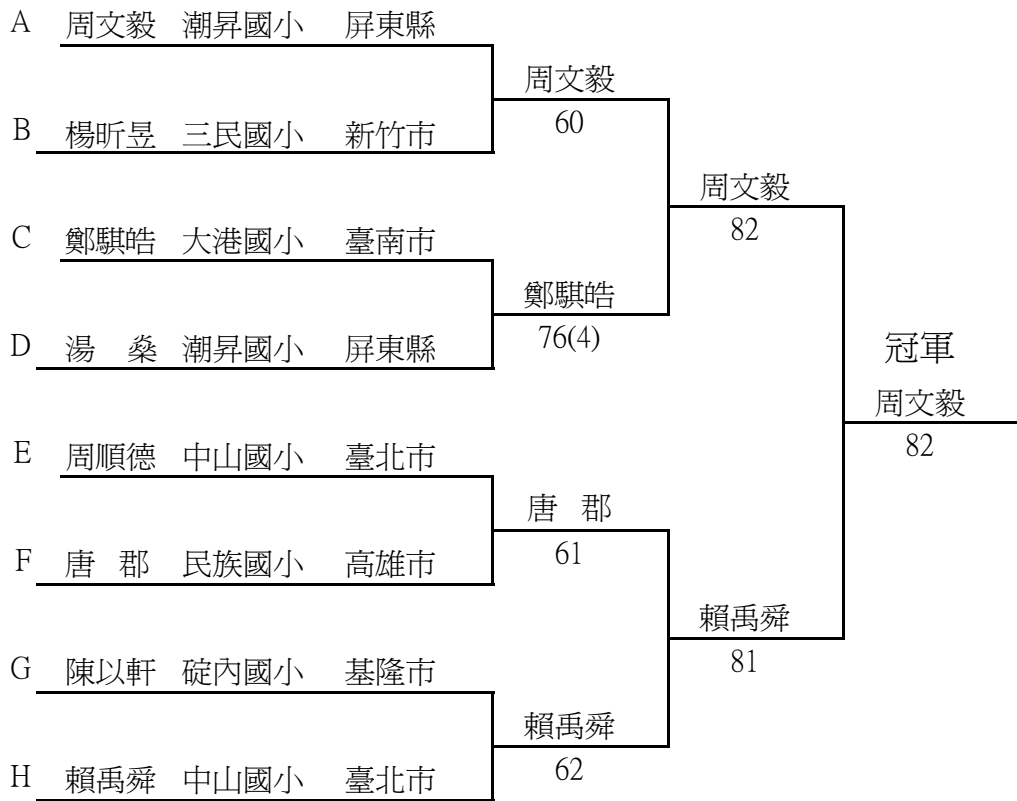 A 周文毅 潮昇國小 屏東縣
周文毅
60
B 楊昕昱 三民國小 新竹市
周文毅
82
C 鄭騏皓 大港國小 臺南市
鄭騏皓
76(4)
D 湯 燊 潮昇國小 屏東縣
冠軍
周文毅
82
E 周順德 中山國小 臺北市
唐 郡
61
F 唐 郡 民族國小 高雄市
賴禹舜
81
G 陳以軒 碇內國小 基隆市
賴禹舜
62
H 賴禹舜 中山國小 臺北市